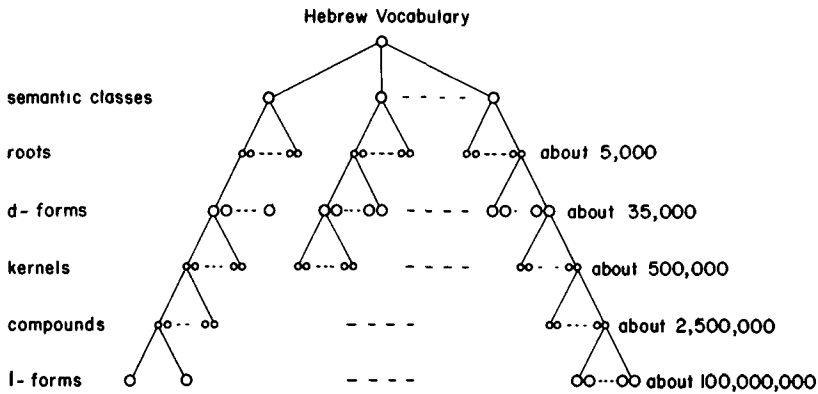 Hebrew Vocabulary
semantic classes
roots about 5,000
d-forms about 35,000
kernels about 500,000
compounds about 2,500,000
l-forms about 100,000,000